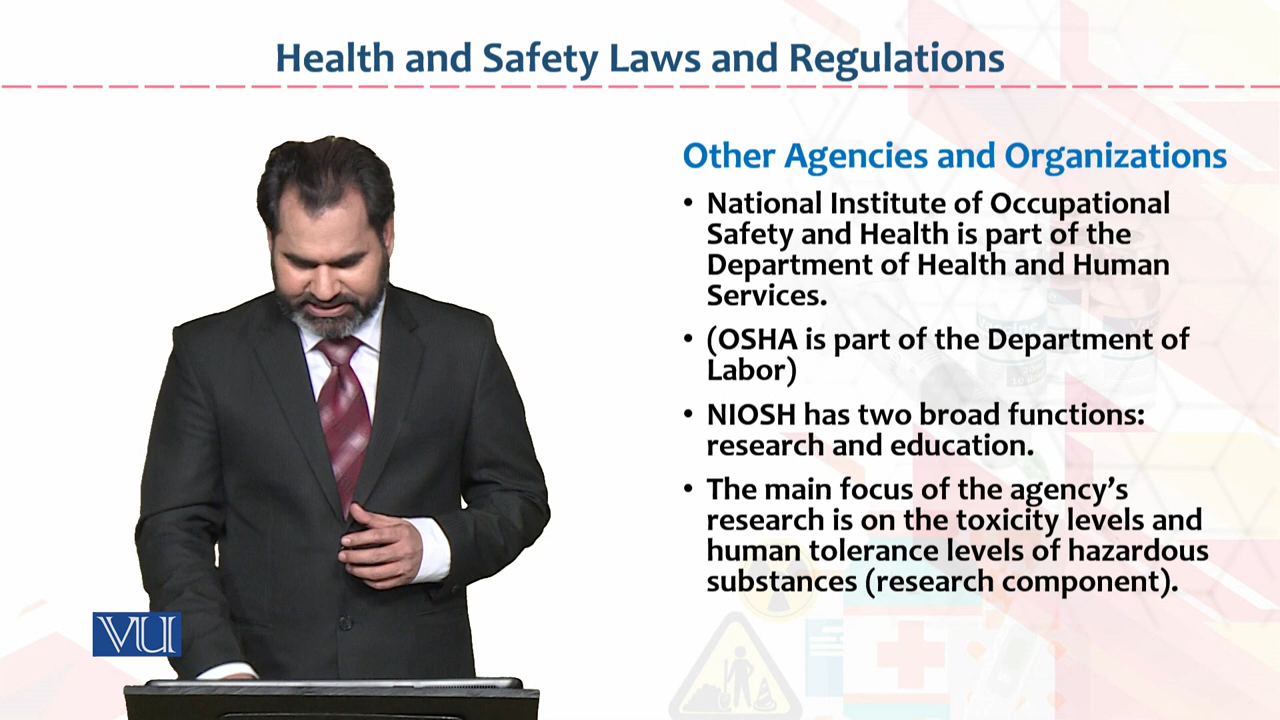 Health and Safety Laws and Regulations
Other Agencies and Organizations
• National Institute of Occupational
Safety and Health is part of the
Department of Health and Human
Services.
• (OSHA is part of the Department of
Labor)
• NIOSH has two broad functions:
research and education.
• The main focus of the agency's
research is on the toxicity levels and
human tolerance levels of hazardous
substances (research component).
VU